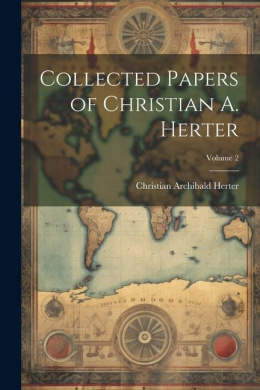 Collected Papers
of Christian A.
Herter
Volume 2
Christian Archibald Herter